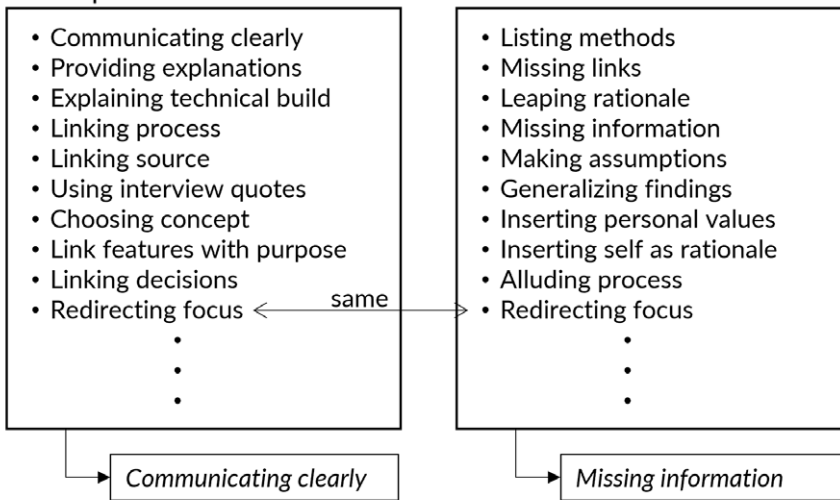 • Communicating clearly
• Providing explanations
• Explaining technical build
• Linking process
• Linking source
• Using interview quotes
• Choosing concept
• Link features with purpose
• Linking decisions
• Redirecting focus
same
•
•
•
Communicating clearly
• Listing methods
• Missing links
• Leaping rationale
• Missing information
• Making assumptions
• Generalizing findings
• Inserting personal values
• Inserting self as rationale
• Alluding process
• Redirecting focus
•
•
•
Missing information